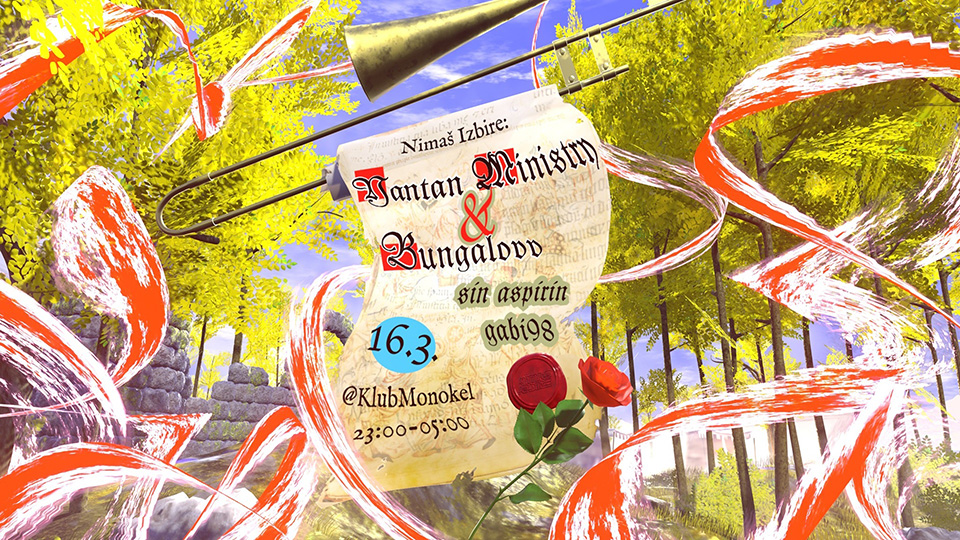 Nimaš Izbire:
Vantan Ministry
&
Bungalovv
sin aspirin
gabi98
16.3.
@KlubMonokel
23:00-05:00